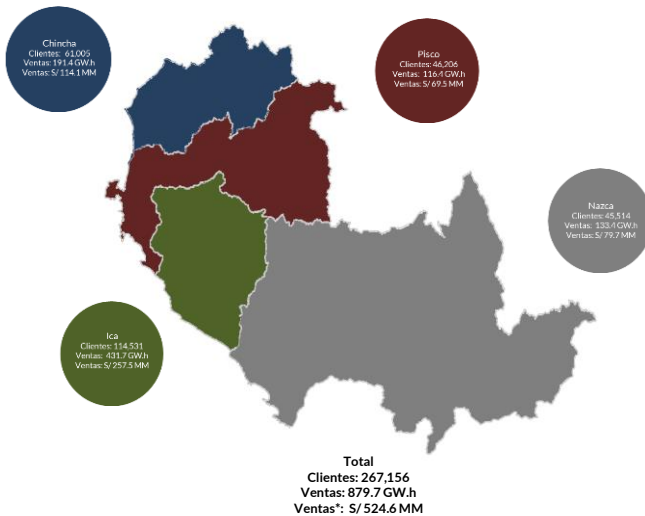 Chincha
Clientes: 61,005
Ventas: 191.4 GW.h
Ventas: S/ 114.1 MM
Pisco
Clientes: 46,206
Ventas: 116.4 GW.h
Ventas: S/ 69.5 MM
Nazca
Clientes: 45,514
Ventas: 133.4 GW.h
Ventas: S/ 79.7 MM
Ica
Clientes: 114,531
Ventas: 431.7 GW.h
Ventas: S/ 257.5 MM
Total
Clientes: 267,156
Ventas: 879.7 GW.h
Ventas*: S/ 524.6 MM